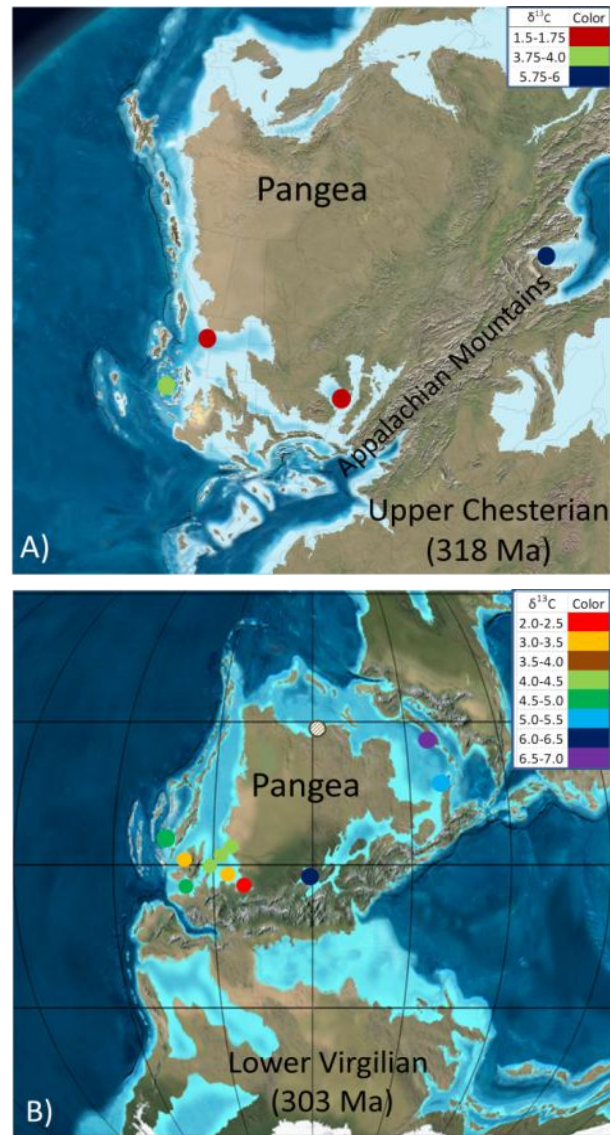 δ¹³C Color
1.5-1.75
3.75-4.0
5.75-6
Pangea
Appalachian Mountains
Upper Chesterian
(318 Ma)
A)
δ¹³C Color
2.0-2.5
3.0-3.5
3.5-4.0
4.0-4.5
4.5-5.0
5.0-5.5
6.0-6.5
6.5-7.0
Pangea
Lower Virgilian
(303 Ma)
B)